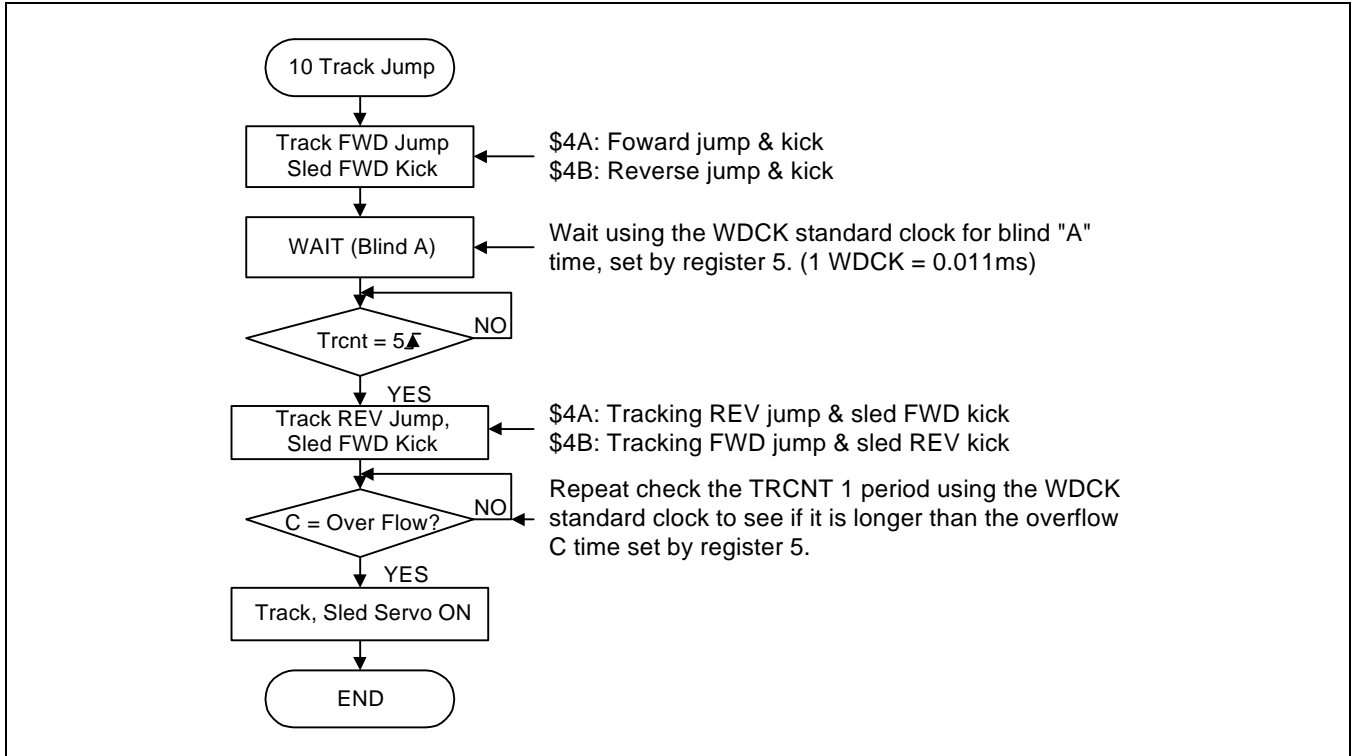 10 Track Jump
Track FWD Jump
Sled FWD Kick
$4A: Foward jump & kick
$4B: Reverse jump & kick
WAIT (Blind A)
Wait using the WDCK standard clock for blind "A"
time, set by register 5. (1 WDCK = 0.011ms)
NO
Trcnt = 5
YES
Track REV Jump,
Sled FWD Kick
$4A: Tracking REV jump & sled FWD kick
$4B: Tracking FWD jump & sled REV kick
NO
C = Over Flow?
Repeat check the TRCNT 1 period using the WDCK
standard clock to see if it is longer than the overflow
C time set by register 5.
YES
Track, Sled Servo ON
END